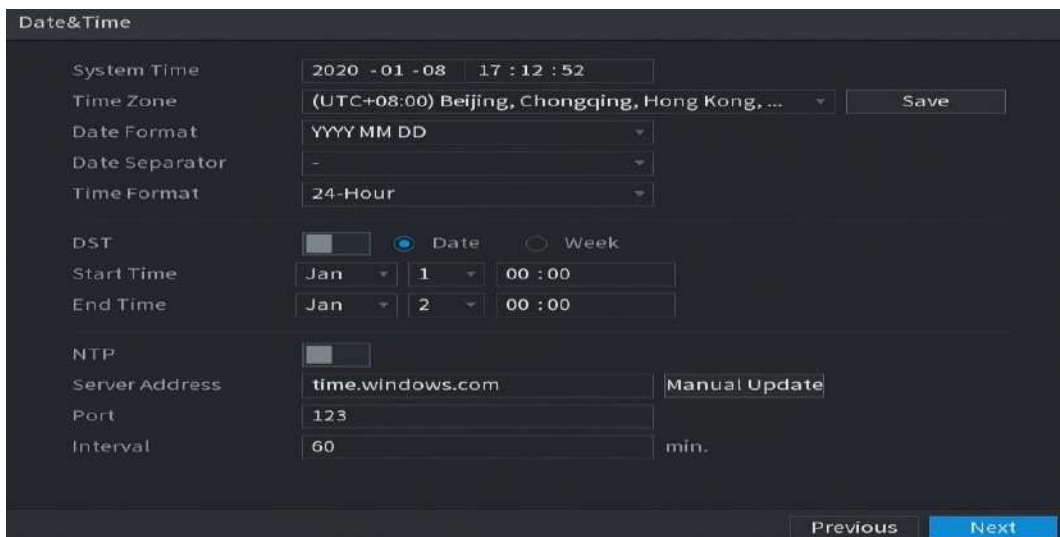 Date&Time
System Time 2020 -01 -08 17 : 12 : 52
Time Zone (UTC+08:00) Beijing, Chongqing, Hong Kong, ... Save
Date Format YYYY MM DD
Date Separator -
Time Format 24-Hour
DST Date Week
Start Time Jan 1 00 : 00
End Time Jan 2 00 : 00
NTP
Server Address time.windows.com Manual Update
Port 123
Interval 60 min.
Previous Next